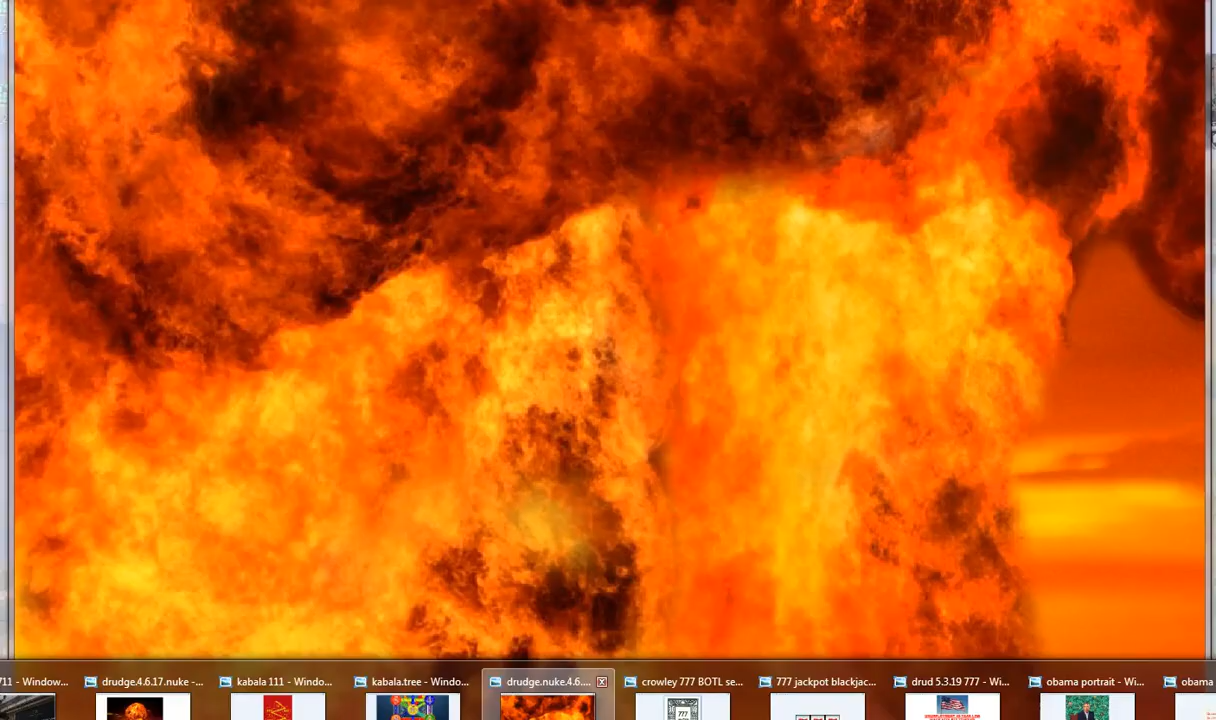 711 - Window...
drudge.4.6.17.nuke -...
kabala 111 - Windo...
kabala.tree - Windo...
drudge.nuke.4.6....
crowley 777 BOTL se...
777 jackpot blackjac...
drud 5.3.19 777 - Wi...
obama portrait - Wi...
obama
777